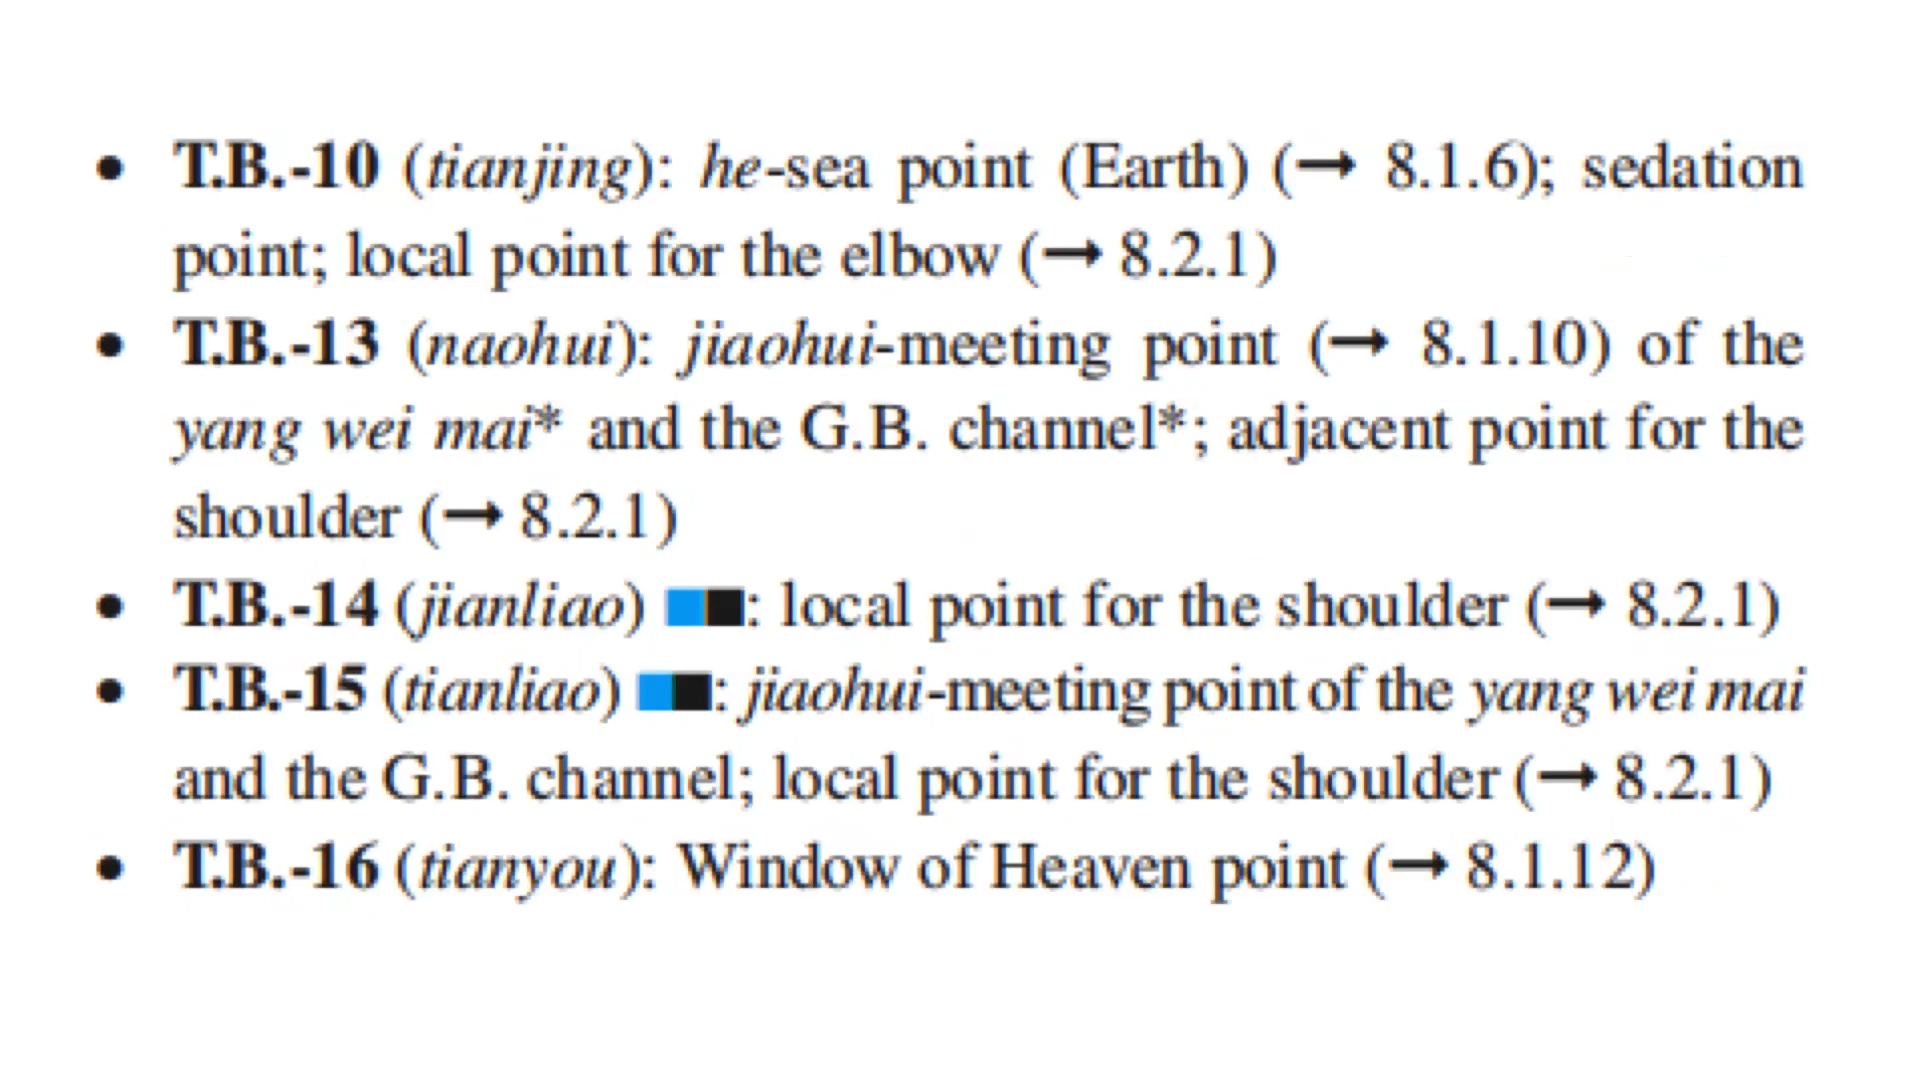 • T.B.-10 (tianjing): he-sea point (Earth) (→ 8.1.6); sedation
point; local point for the elbow (→ 8.2.1)
• T.B.-13 (naohui): jiaohui-meeting point (→ 8.1.10) of the
yang wei mai* and the G.B. channel*; adjacent point for the
shoulder (→ 8.2.1)
• T.B.-14 (jianliao) : local point for the shoulder (→ 8.2.1)
• T.B.-15 (tianliao) : jiaohui-meeting point of the yang wei mai
and the G.B. channel; local point for the shoulder (→ 8.2.1)
• T.B.-16 (tianyou): Window of Heaven point (→ 8.1.12)